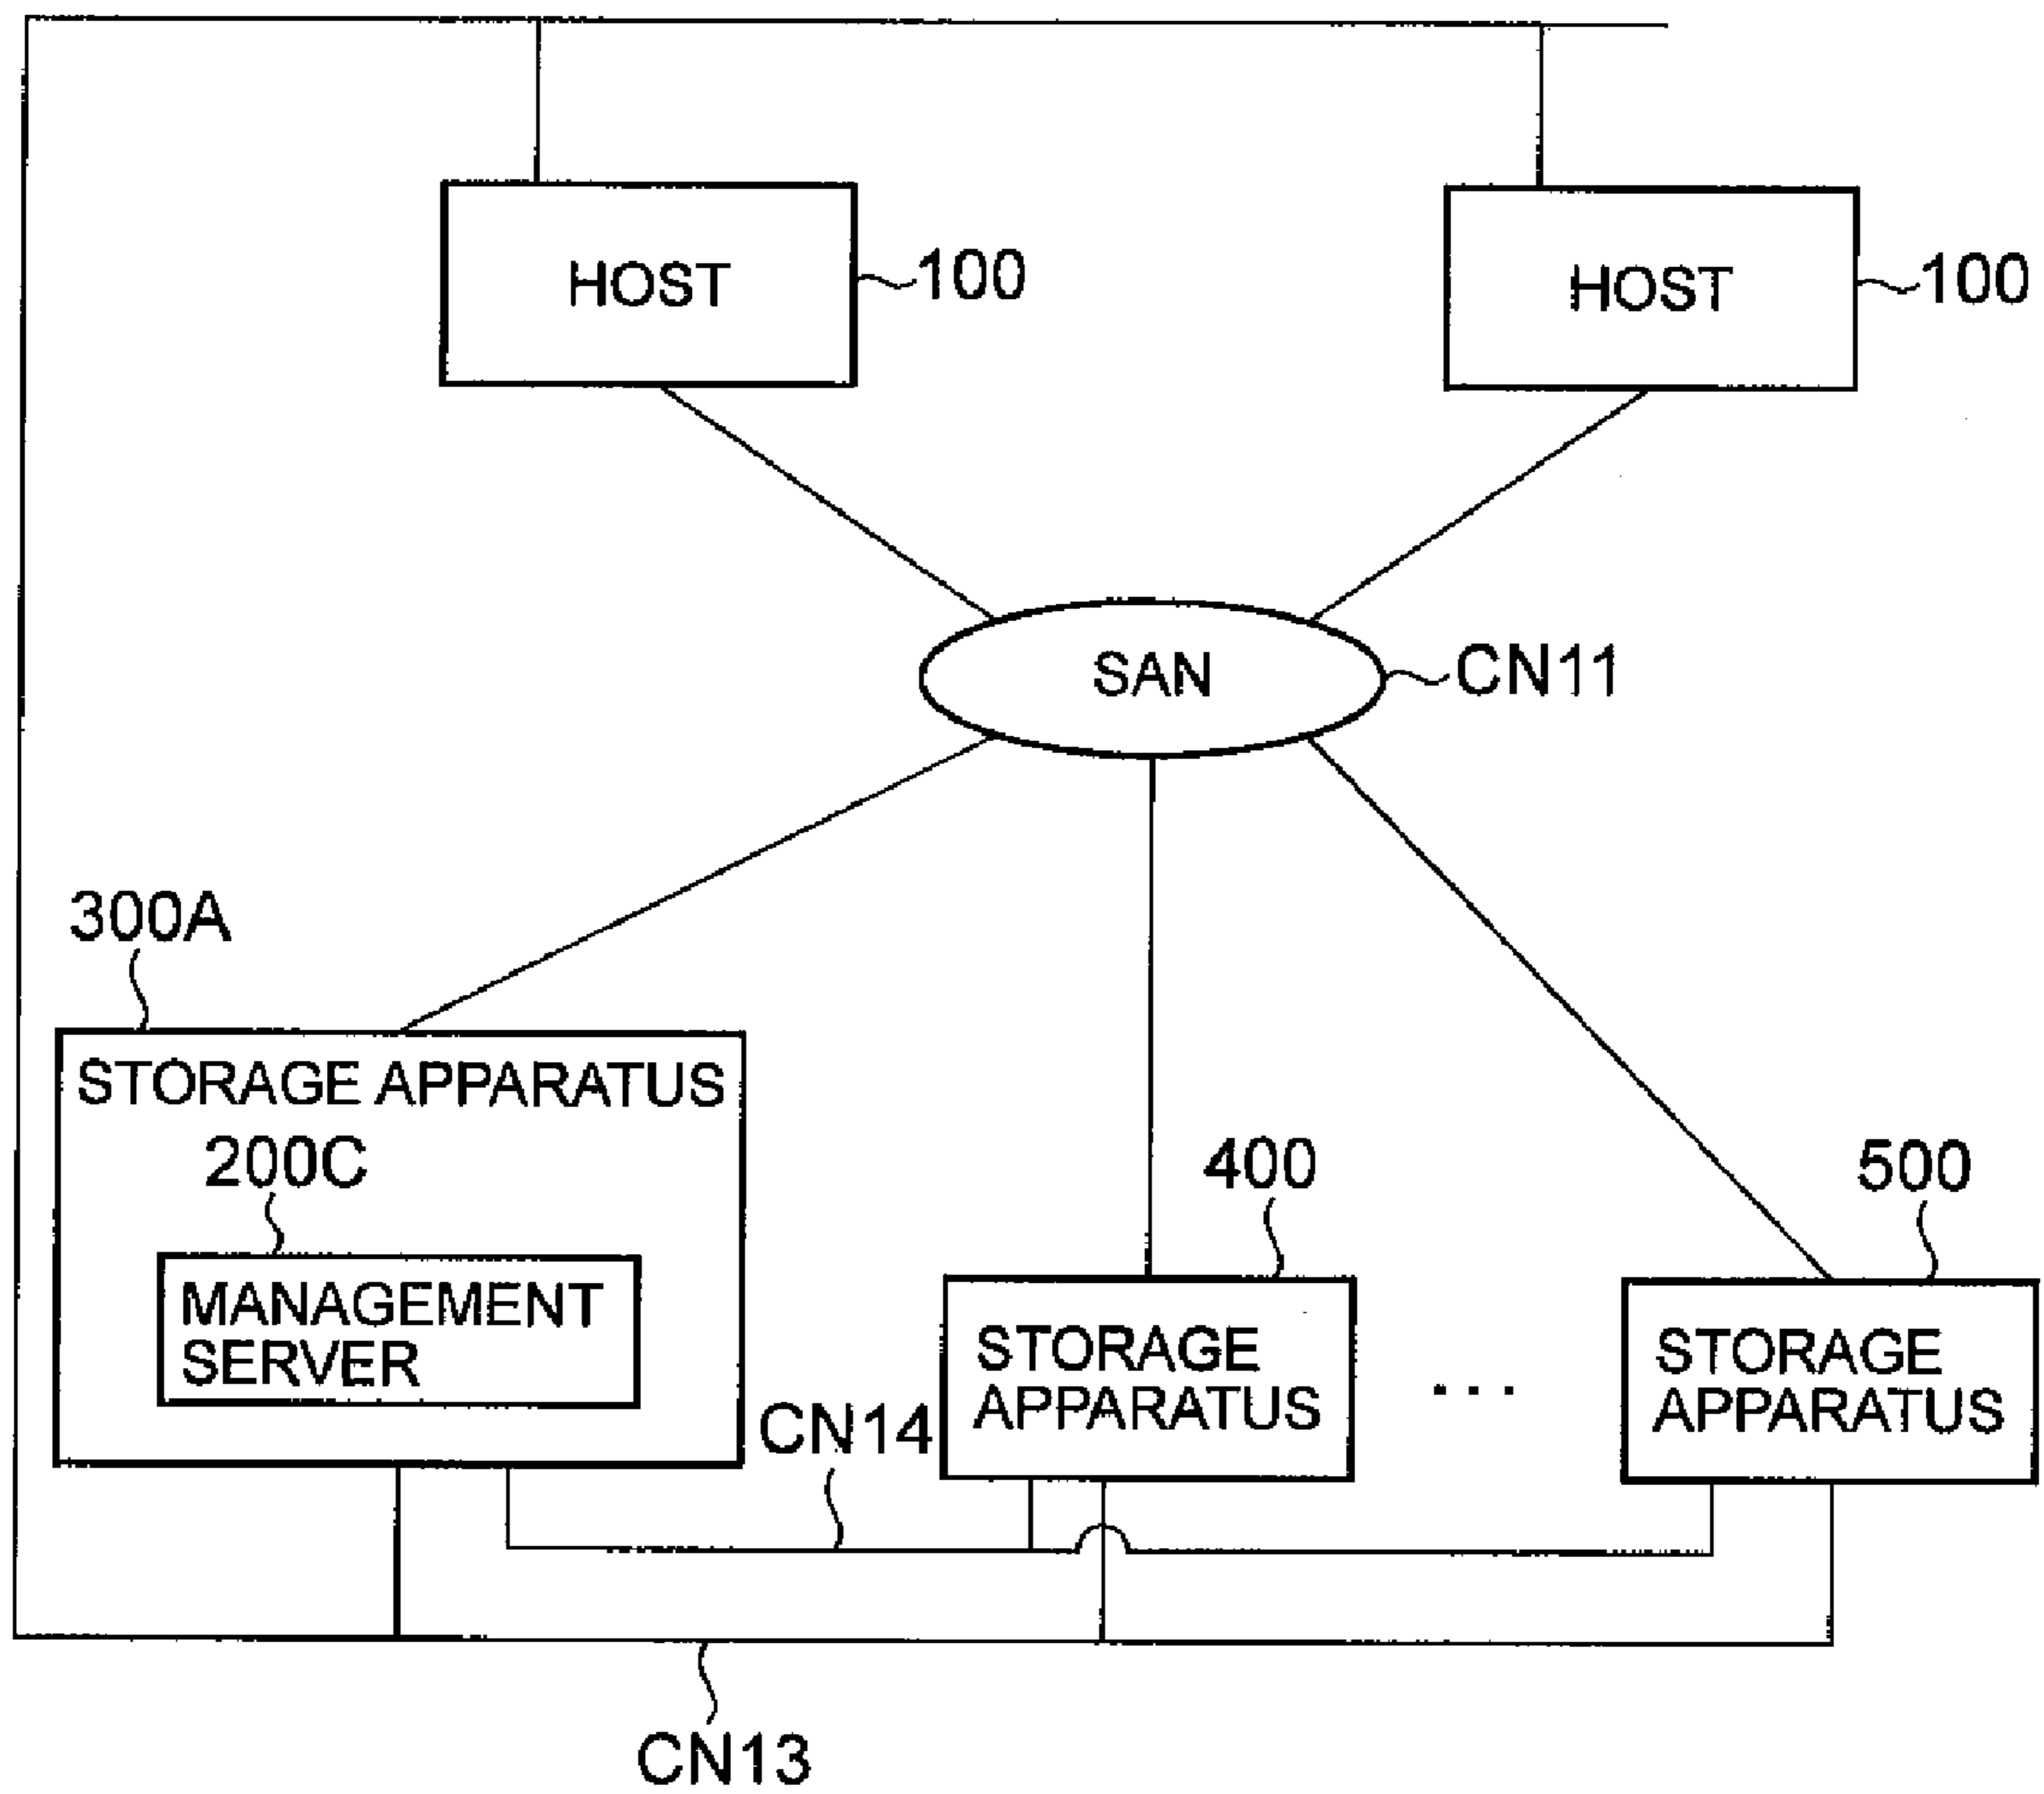 HOST
100
HOST
100
SAN
CN11
300A
STORAGE APPARATUS
200C
MANAGEMENT
SERVER
400
STORAGE
APPARATUS
...
500
STORAGE
APPARATUS
CN14
CN13